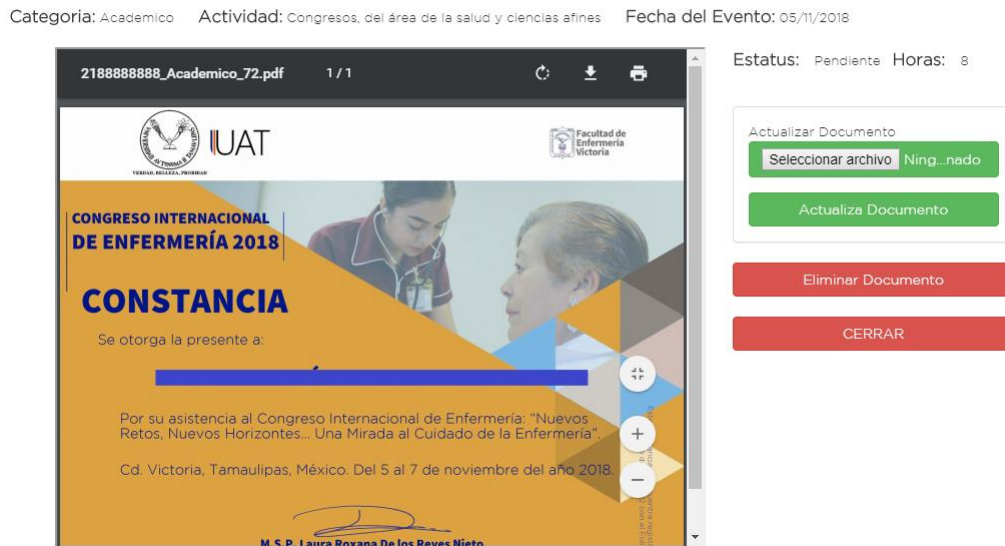 Categoria: Academico Actividad: Congresos, del área de la salud y ciencias afines Fecha del Evento: 05/11/2018
2188888888_Academico_72.pdf 1 / 1
Estatus: Pendiente Horas: 8
UAT
VERDAD, BELLEZA, PROBIDAD
Facultad de
Enfermería
Victoria
Actualizar Documento
Seleccionar archivo Ning...nado
Actualiza Documento
Eliminar Documento
CERRAR
CONGRESO INTERNACIONAL
DE ENFERMERÍA 2018
CONSTANCIA
Se otorga la presente a:
Por su asistencia al Congreso Internacional de Enfermería: “Nuevos
Retos, Nuevos Horizontes... Una Mirada al Cuidado de la Enfermería”.
Cd. Victoria, Tamaulipas, México. Del 5 al 7 de noviembre del año 2018.
M.S.P. Laura Roxana De los Reyes Nieto